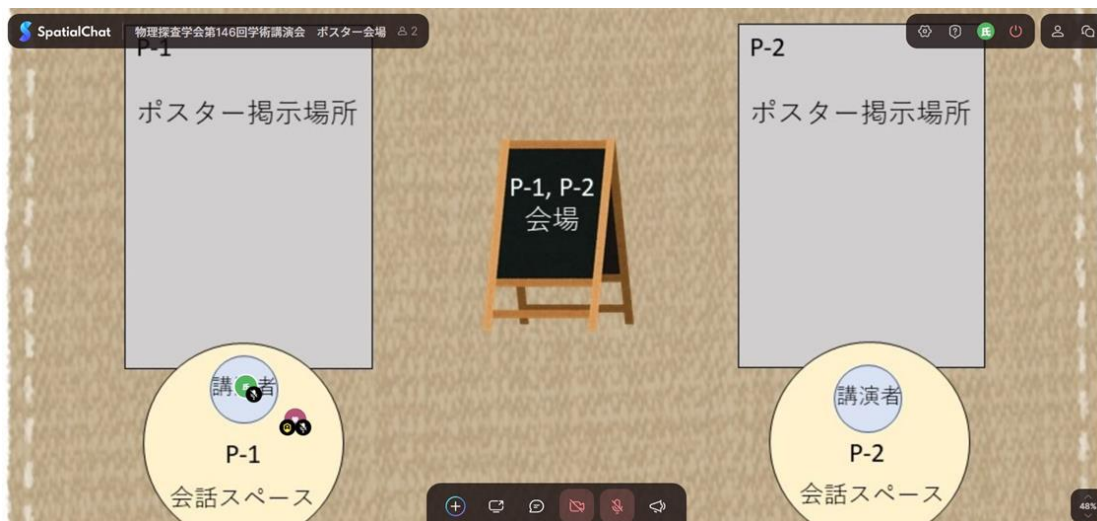 SpatialChat 物理探査学会第146回学術講演会 ポスター会場 2
氏
P-1
ポスター掲示場所
P-2
ポスター掲示場所
P-1, P-2
会場
講演者
P-1
会話スペース
講演者
P-2
会話スペース
48%